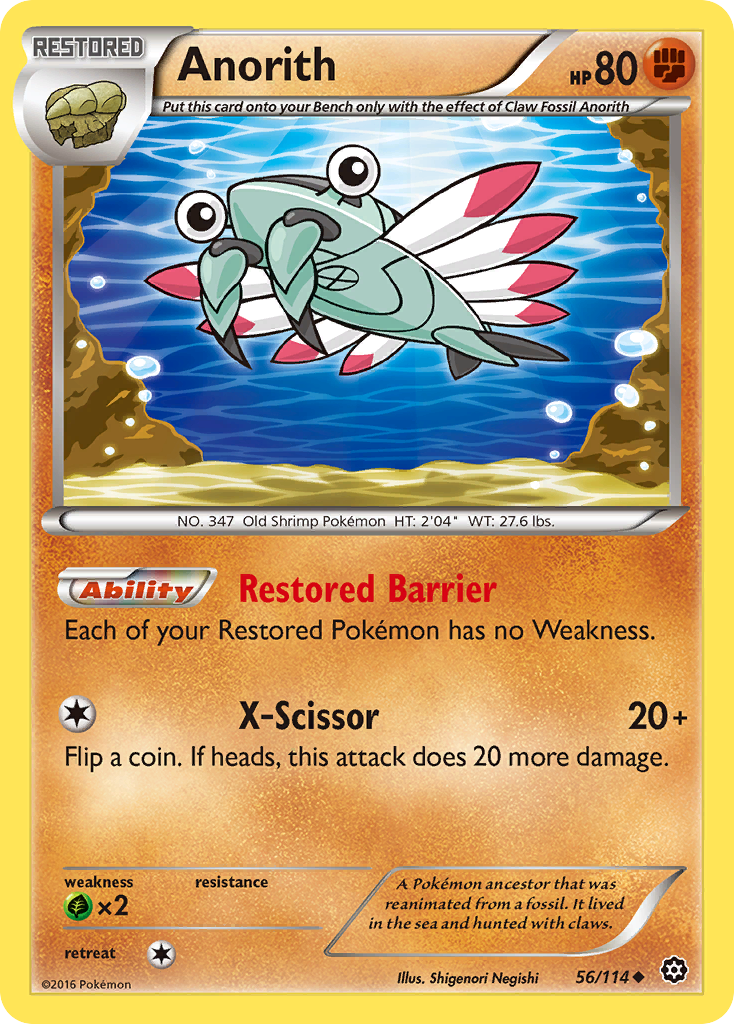 RESTORED
Anorith
HP 80
Put this card onto your Bench only with the effect of Claw Fossil Anorith
NO. 347 Old Shrimp Pokémon HT: 2'04" WT: 27.6 lbs.
Ability Restored Barrier
Each of your Restored Pokémon has no Weakness.
X-Scissor 20+
Flip a coin. If heads, this attack does 20 more damage.
weakness resistance
×2
retreat
A Pokémon ancestor that was
reanimated from a fossil. It lived
in the sea and hunted with claws.
©2016 Pokémon
Illus. Shigenori Negishi
56/114